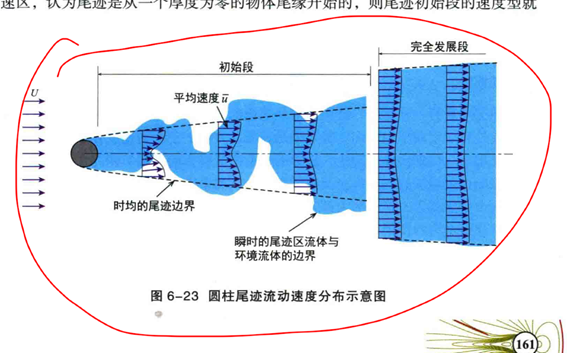 速区，认为尾迹是从一个厚度为零的物体尾缘开始的，则尾迹初始段的速度型就
完全发展段
初始段
U
平均速度ū
时均的尾迹边界
瞬时的尾迹区流体与
环境流体的边界
图 6-23 圆柱尾迹流动速度分布示意图
161